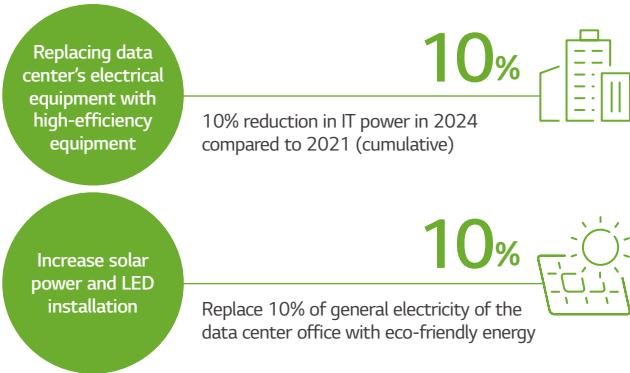 Replacing data
center's electrical
equipment with
high-efficiency
equipment
10%
10% reduction in IT power in 2024
compared to 2021 (cumulative)
Increase solar
power and LED
installation
10%
Replace 10% of general electricity of the
data center office with eco-friendly energy